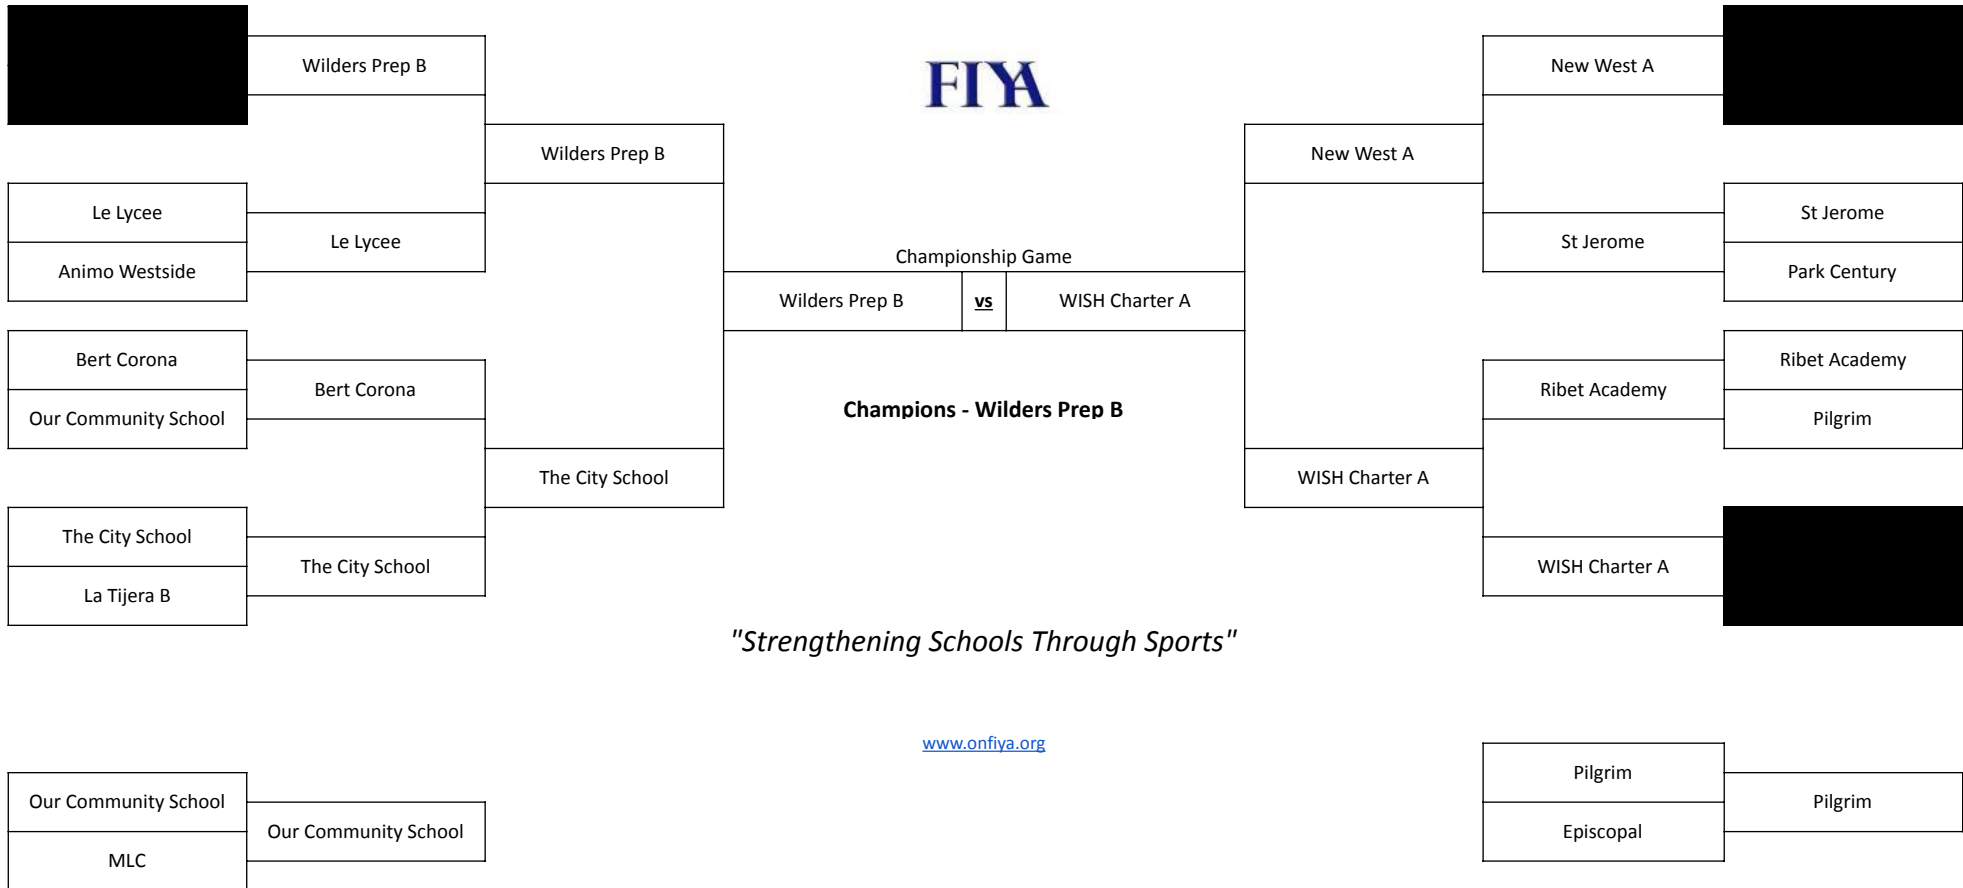 Wilders Prep B
FIYA
New West A
Wilders Prep B
New West A
Le Lycee
St Jerome
Le Lycee
St Jerome
Championship Game
Animo Westside
Park Century
Wilders Prep B
vs
WISH Charter A
Bert Corona
Ribet Academy
Bert Corona
Ribet Academy
Champions - Wilders Prep B
Our Community School
Pilgrim
The City School
WISH Charter A
The City School
The City School
WISH Charter A
La Tijera B
"Strengthening Schools Through Sports"
www.onfiya.org
Pilgrim
Our Community School
Pilgrim
Our Community School
Episcopal
MLC